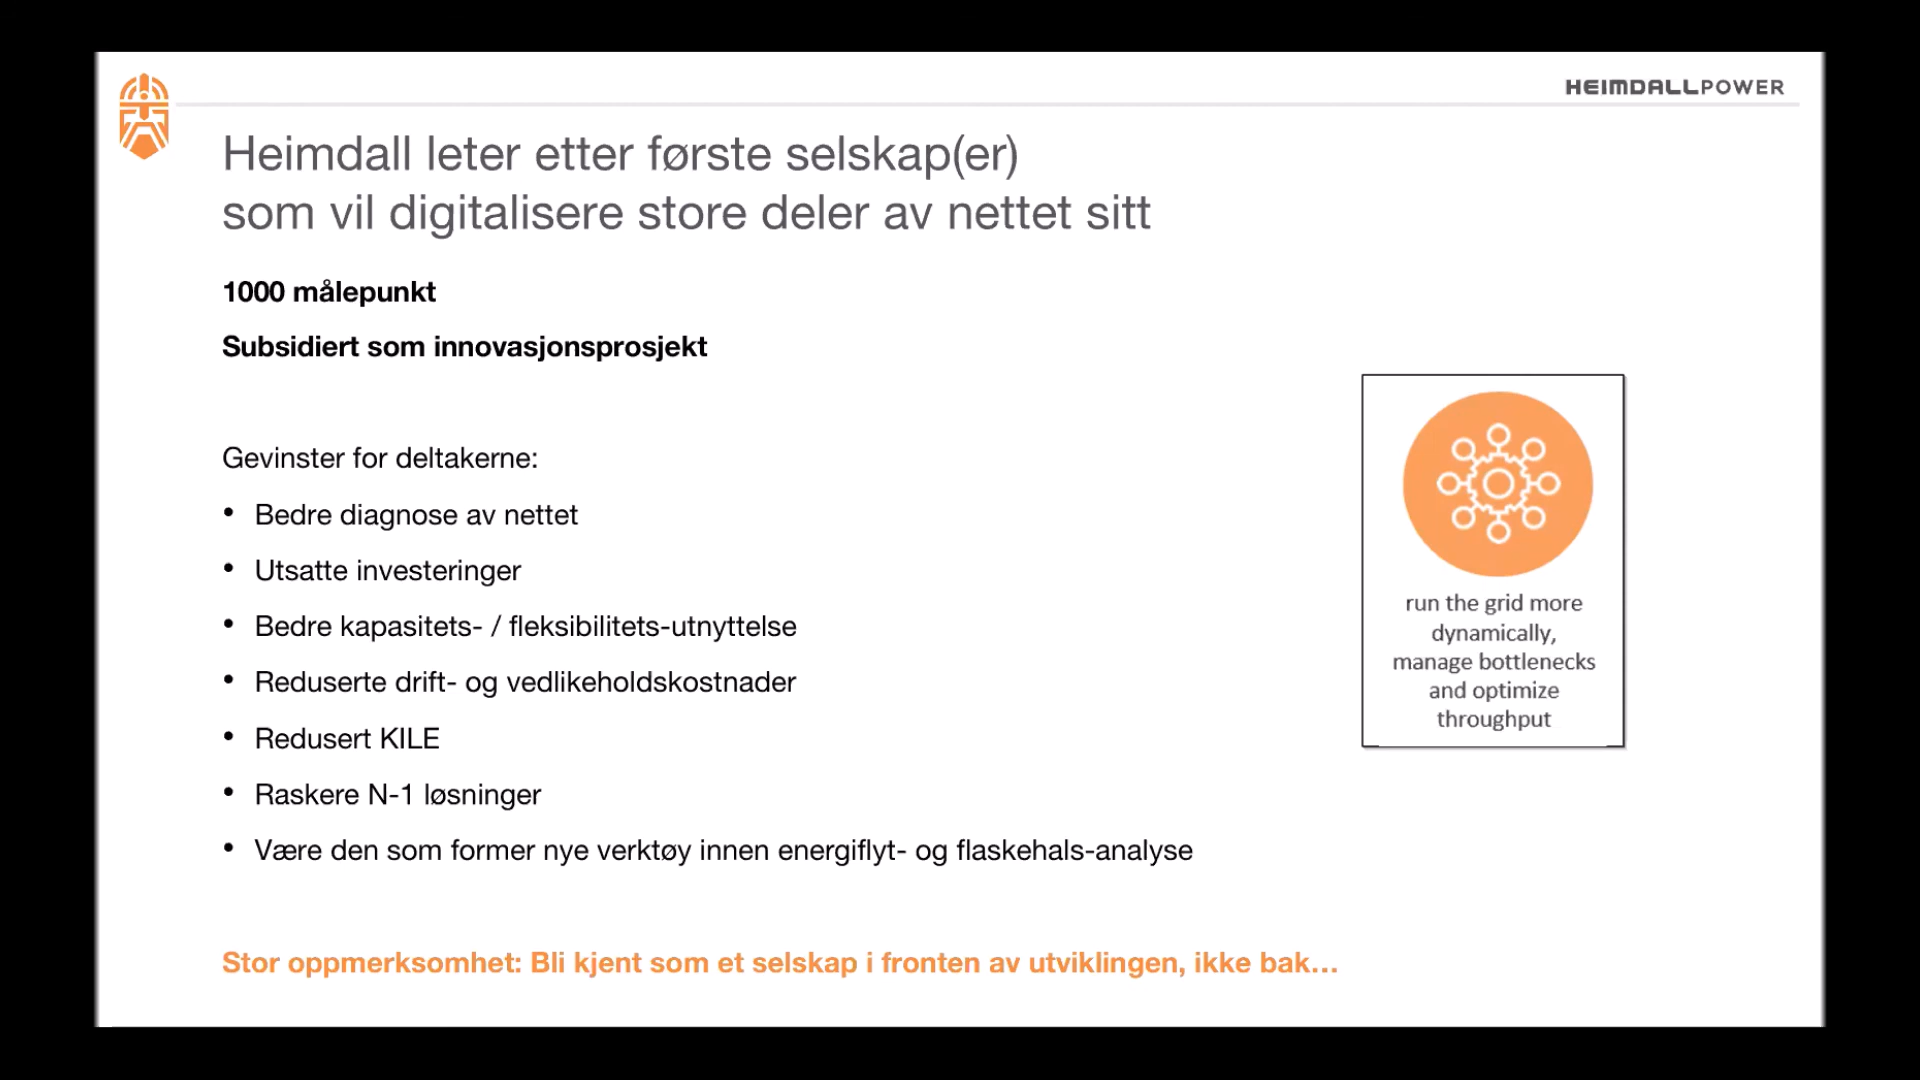 HEIMDALLPOWER
Heimdall leter etter første selskap(er)
som vil digitalisere store deler av nettet sitt
1000 målepunkt
Subsidiert som innovasjonsprosjekt
Gevinster for deltakerne:
• Bedre diagnose av nettet
• Utsatte investeringer
• Bedre kapasitets- / fleksibilitets-utnyttelse
• Reduserte drift- og vedlikeholdskostnader
• Redusert KILE
• Raskere N-1 løsninger
• Være den som former nye verktøy innen energiflyt- og flaskehals-analyse
run the grid more
dynamically,
manage bottlenecks
and optimize
throughput
Stor oppmerksomhet: Bli kjent som et selskap i fronten av utviklingen, ikke bak...